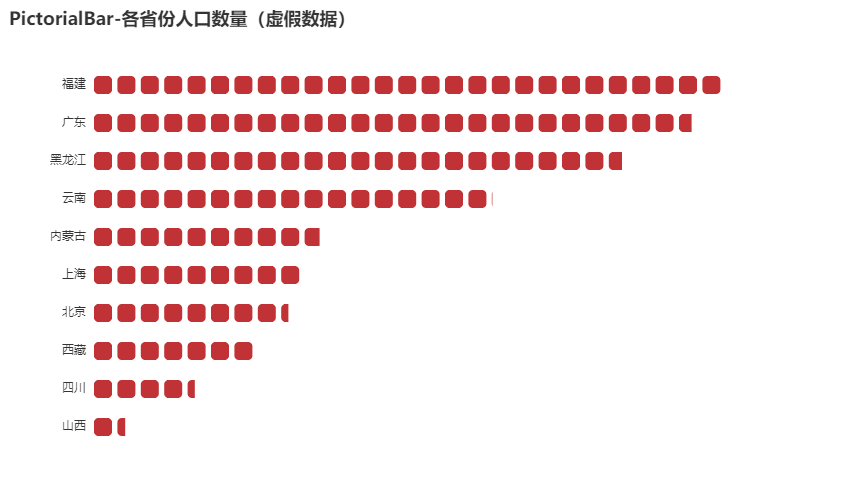 PictorialBar-各省份人口数量（虚假数据）
福建
广东
黑龙江
云南
内蒙古
上海
北京
西藏
四川
山西